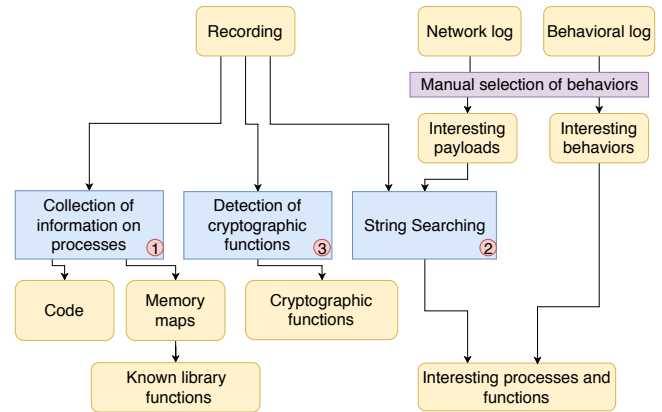 Recording
Network log
Behavioral log
Manual selection of behaviors
Interesting
payloads
Interesting
behaviors
Collection of
information on
processes
1
Detection of
cryptographic
functions
3
String Searching
2
Code
Memory
maps
Cryptographic
functions
Known library
functions
Interesting processes and
functions